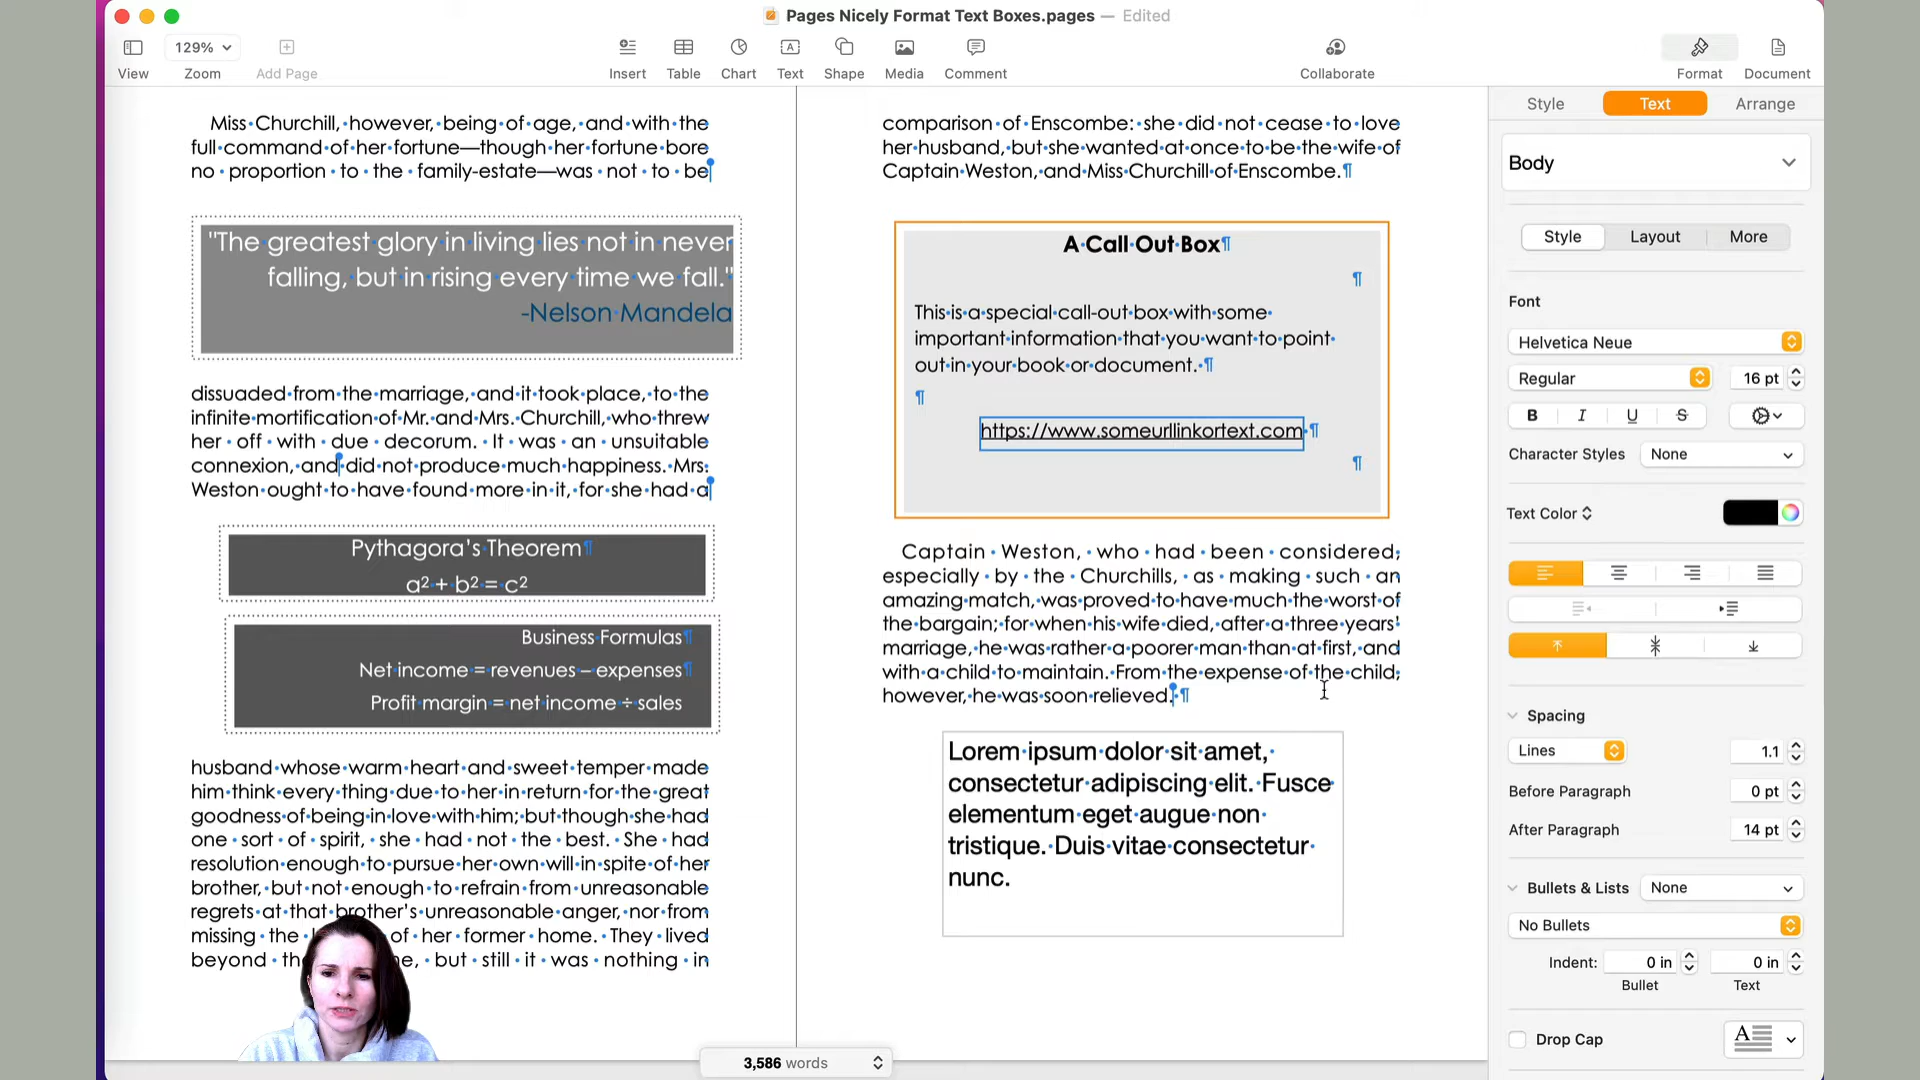 Pages Nicely Format Text Boxes.pages — Edited
129%
View
Zoom
Add Page
Insert
Table
Chart
Text
Shape
Media
Comment
Collaborate
Format
Document
Miss Churchill, however, being of age, and with the
full command of her fortune—though her fortune bore
no proportion to the family-estate—was not to be
"The greatest glory in living lies not in never
falling, but in rising every time we fall."
-Nelson Mandela
dissuaded from the marriage, and it took place, to the
infinite mortification of Mr. and Mrs. Churchill, who threw
her off with due decorum. It was an unsuitable
connexion, and did not produce much happiness. Mrs.
Weston ought to have found more in it, for she had a
Pythagora's Theorem¶
a² + b² = c²
Business Formulas¶
Net income = revenues – expenses¶
Profit margin = net income ÷ sales
husband whose warm heart and sweet temper made
him think every thing due to her in return for the great
goodness of being in love with him; but though she had
one sort of spirit, she had not the best. She had
resolution enough to pursue her own will in spite of her
brother, but not enough to refrain from unreasonable
regrets at that brother's unreasonable anger, nor from
missing the of her former home. They lived
beyond but still it was nothing in
comparison of Enscombe: she did not cease to love
her husband, but she wanted at once to be the wife of
Captain Weston, and Miss Churchill of Enscombe.¶
A Call Out Box¶
¶
This is a special call-out box with some
important information that you want to point
out in your book or document. ¶
¶
https://www.someurllinkortext.com ¶
¶
Captain Weston, who had been considered,
especially by the Churchills, as making such an
amazing match, was proved to have much the worst of
the bargain; for when his wife died, after a three years'
marriage, he was rather a poorer man than at first, and
with a child to maintain. From the expense of the child,
however, he was soon relieved. ¶
Lorem ipsum dolor sit amet,
consectetur adipiscing elit. Fusce
elementum eget augue non
tristique. Duis vitae consectetur
nunc.
3,586 words
Style
Text
Arrange
Body
Style
Layout
More
Font
Helvetica Neue
Regular
16 pt
B I U S
Character Styles
None
Text Color
Spacing
Lines
1.1
Before Paragraph
0 pt
After Paragraph
14 pt
Bullets & Lists
None
No Bullets
Indent:
0 in
0 in
Bullet
Text
Drop Cap
A